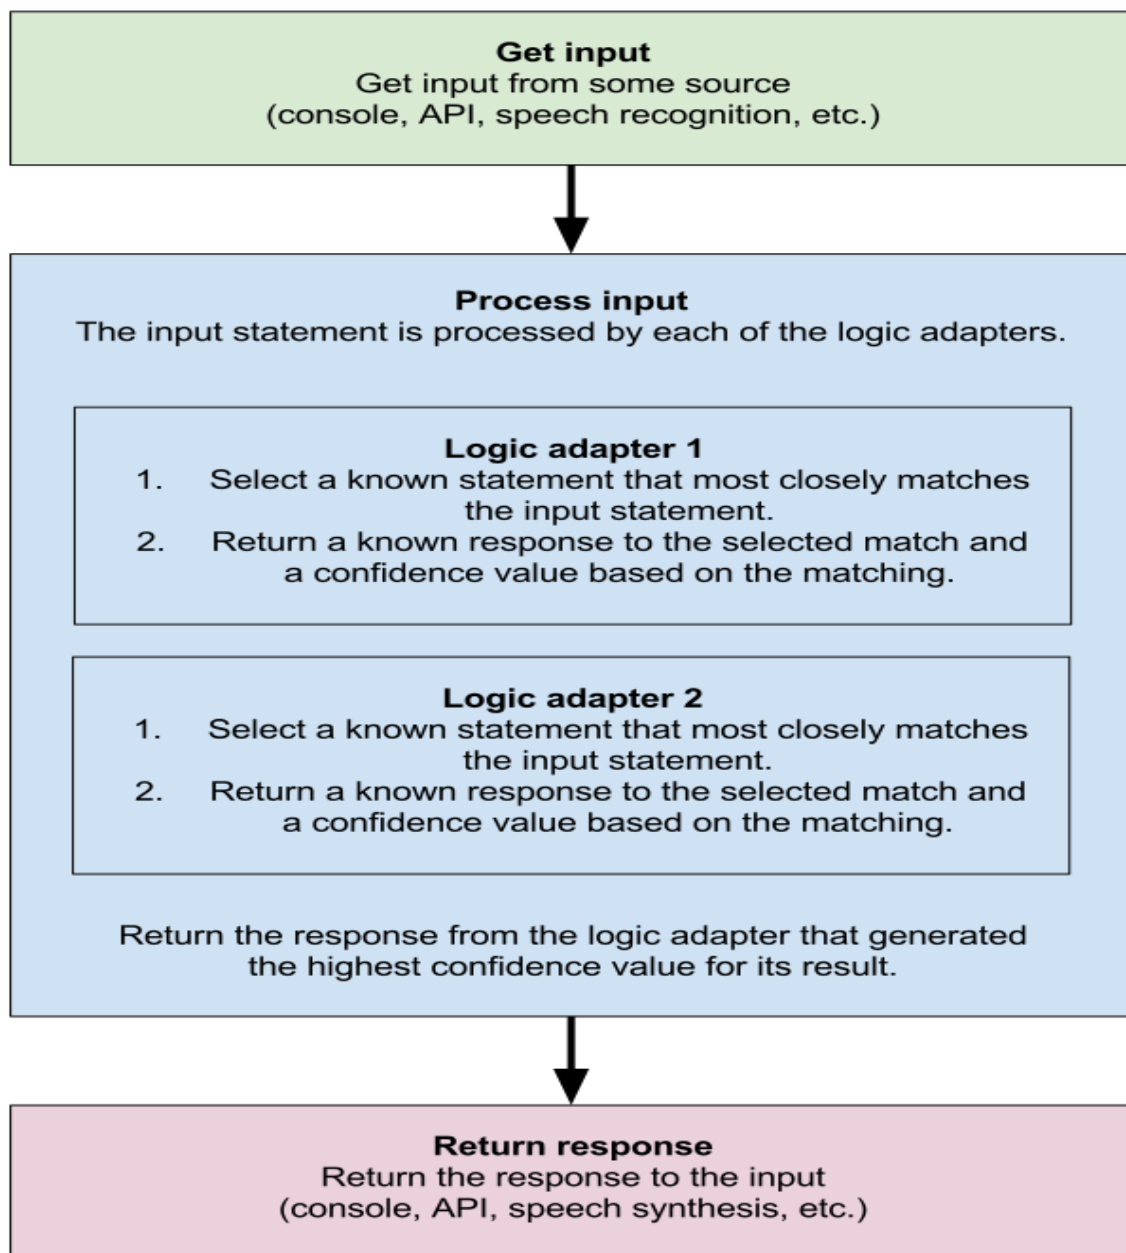 Get input
Get input from some source
(console, API, speech recognition, etc.)
Process input
The input statement is processed by each of the logic adapters.
Logic adapter 1
1. Select a known statement that most closely matches
the input statement.
2. Return a known response to the selected match and
a confidence value based on the matching.
Logic adapter 2
1. Select a known statement that most closely matches
the input statement.
2. Return a known response to the selected match and
a confidence value based on the matching.
Return the response from the logic adapter that generated
the highest confidence value for its result.
Return response
Return the response to the input
(console, API, speech synthesis, etc.)